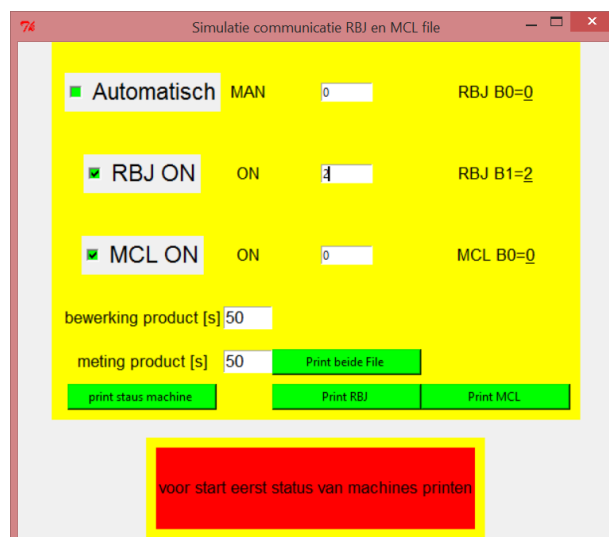 Simulatie communicatie RBJ en MCL file
Automatisch MAN 0 RBJ B0=0
RBJ ON ON 2 RBJ B1=2
MCL ON ON 0 MCL B0=0
bewerking product [s] 50
meting product [s] 50 Print beide File
print staus machine Print RBJ Print MCL
voor start eerst status van machines printen